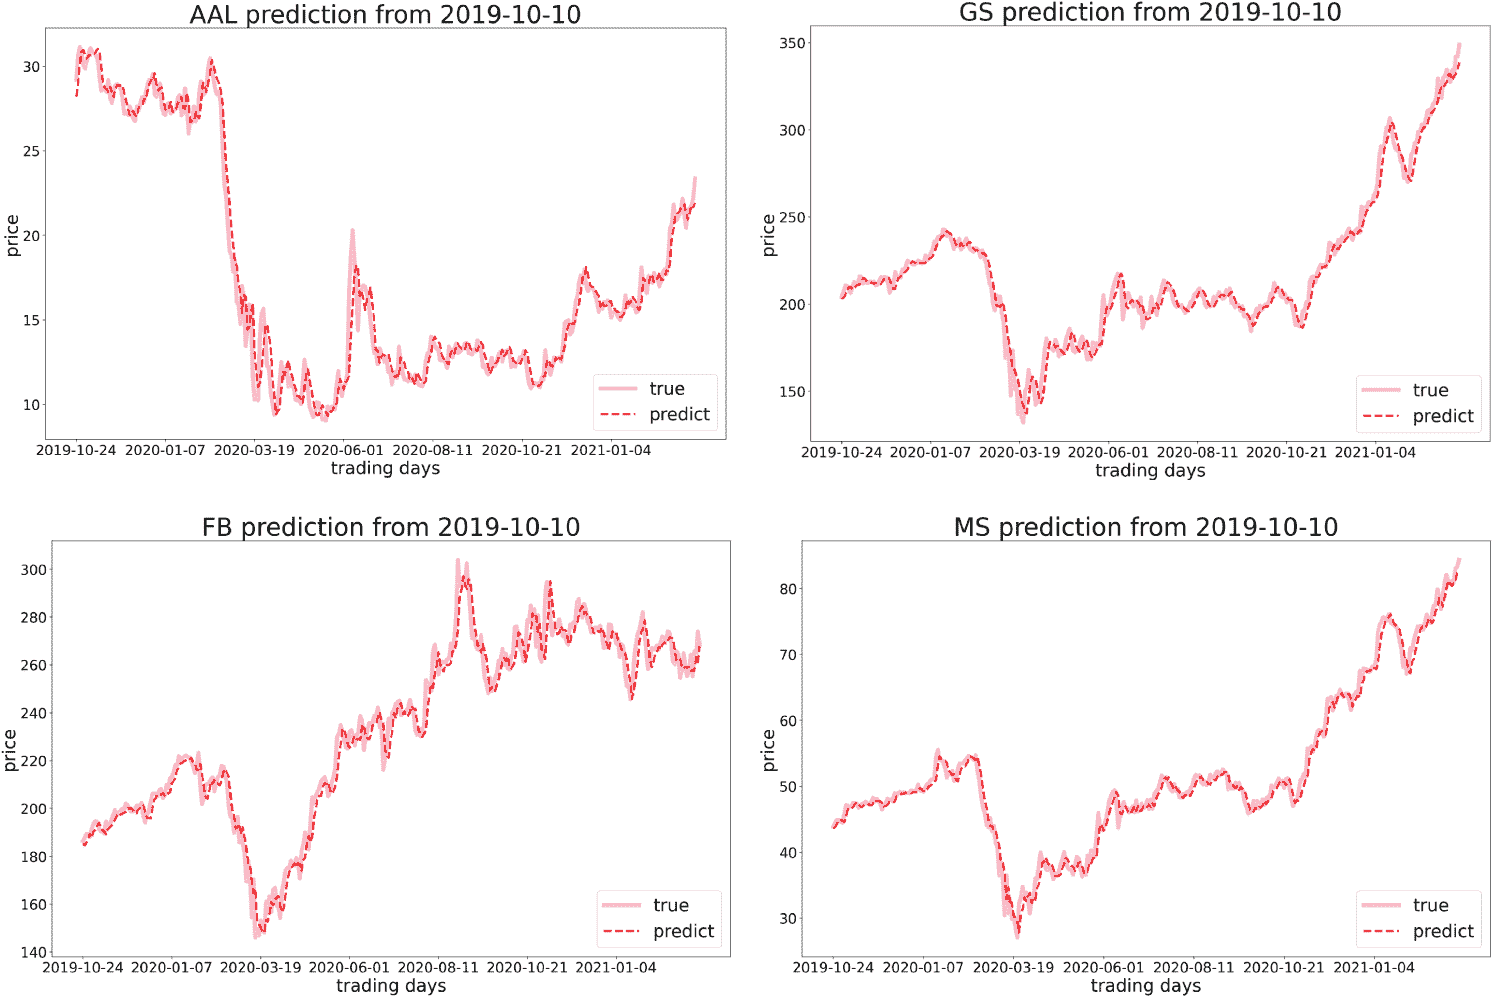 AAL prediction from 2019-10-10
30
25
20
15
10
price
true
predict
2019-10-24 2020-01-07 2020-03-19 2020-06-01 2020-08-11 2020-10-21 2021-01-04
trading days
GS prediction from 2019-10-10
350
300
250
200
150
price
true
predict
2019-10-24 2020-01-07 2020-03-19 2020-06-01 2020-08-11 2020-10-21 2021-01-04
trading days
FB prediction from 2019-10-10
300
280
260
240
220
200
180
160
140
price
true
predict
2019-10-24 2020-01-07 2020-03-19 2020-06-01 2020-08-11 2020-10-21 2021-01-04
trading days
MS prediction from 2019-10-10
80
70
60
50
40
30
price
true
predict
2019-10-24 2020-01-07 2020-03-19 2020-06-01 2020-08-11 2020-10-21 2021-01-04
trading days